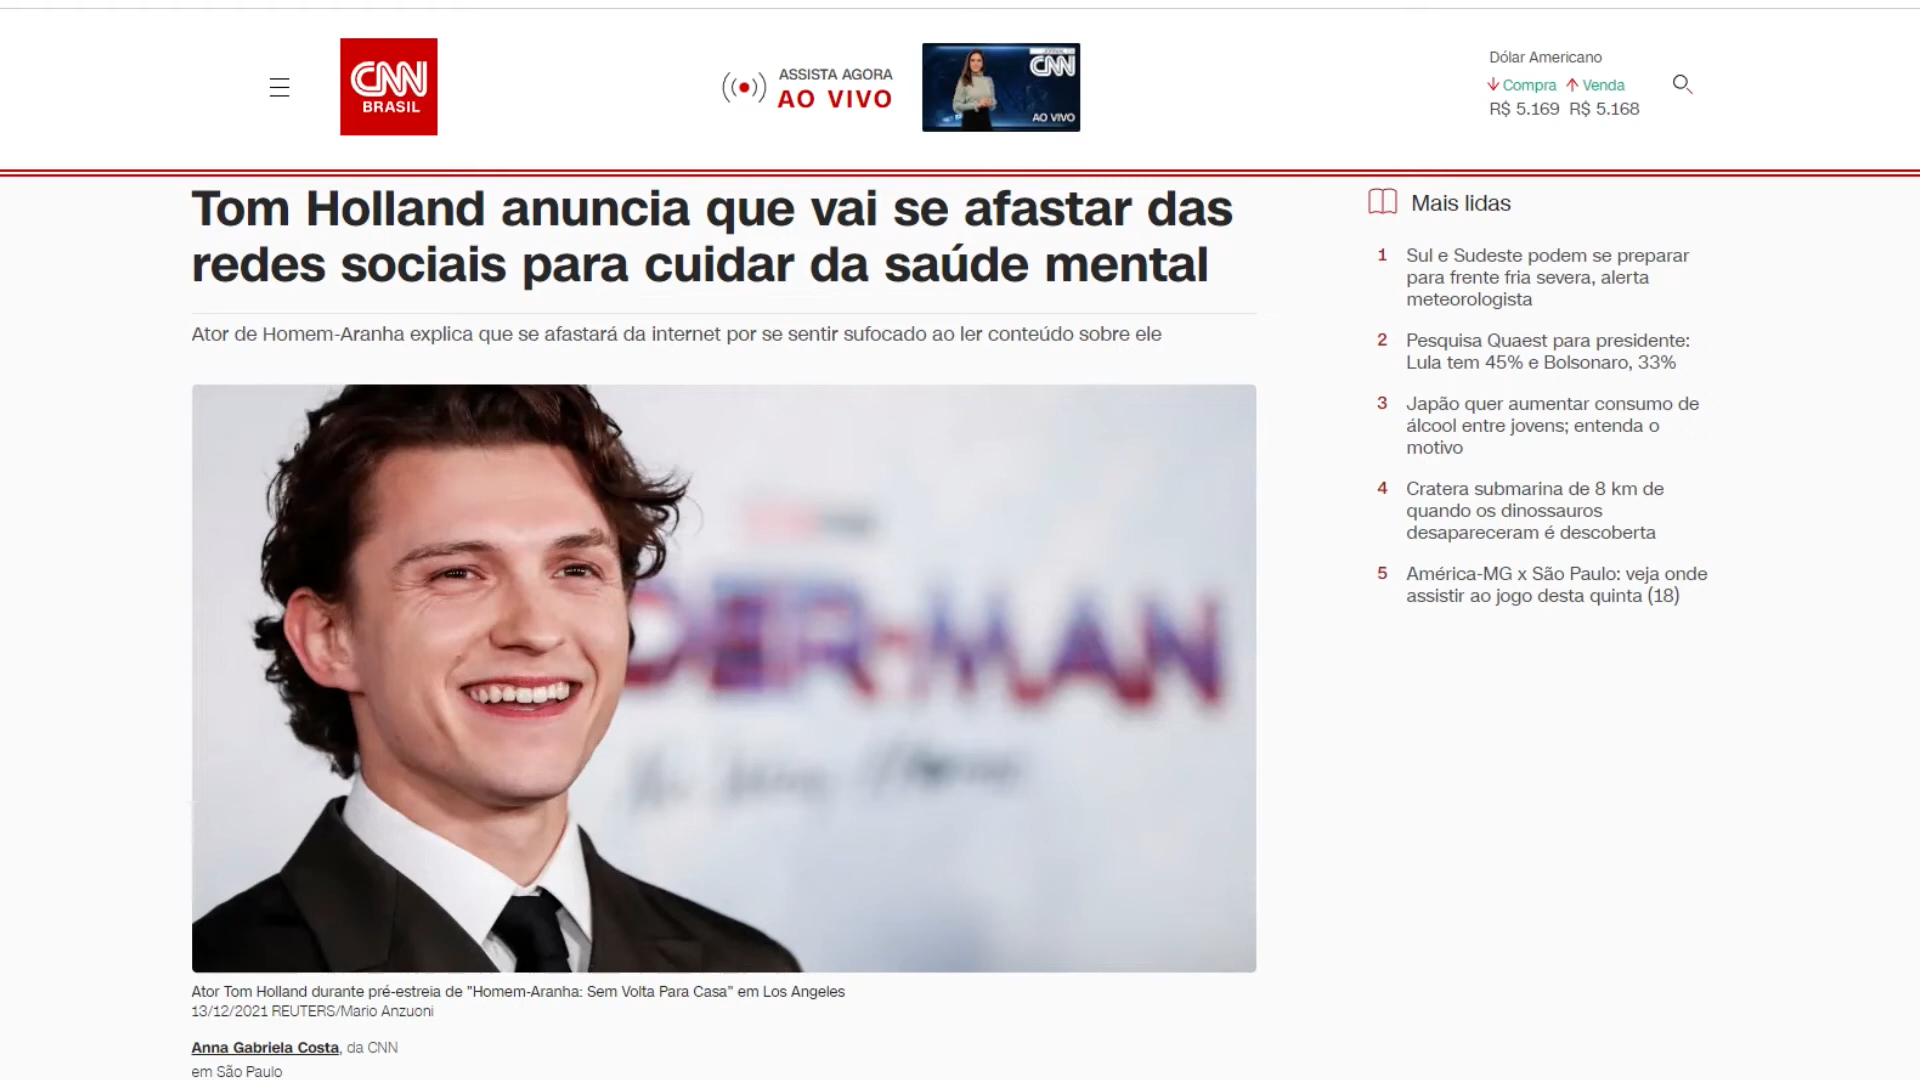 CNN
BRASIL
ASSISTA AGORA
AO VIVO
CNN
AO VIVO
Dólar Americano
Compra Venda
R$ 5.169 R$ 5.168
Tom Holland anuncia que vai se afastar das
redes sociais para cuidar da saúde mental
Ator de Homem-Aranha explica que se afastará da internet por se sentir sufocado ao ler conteúdo sobre ele
DER-MAN
Ator Tom Holland durante pré-estreia de "Homem-Aranha: Sem Volta Para Casa" em Los Angeles
13/12/2021 REUTERS/Mario Anzuoni
Anna Gabriela Costa, da CNN
em São Paulo
Mais lidas
1 Sul e Sudeste podem se preparar
para frente fria severa, alerta
meteorologista
2 Pesquisa Quaest para presidente:
Lula tem 45% e Bolsonaro, 33%
3 Japão quer aumentar consumo de
álcool entre jovens; entenda o
motivo
4 Cratera submarina de 8 km de
quando os dinossauros
desapareceram é descoberta
5 América-MG x São Paulo: veja onde
assistir ao jogo desta quinta (18)